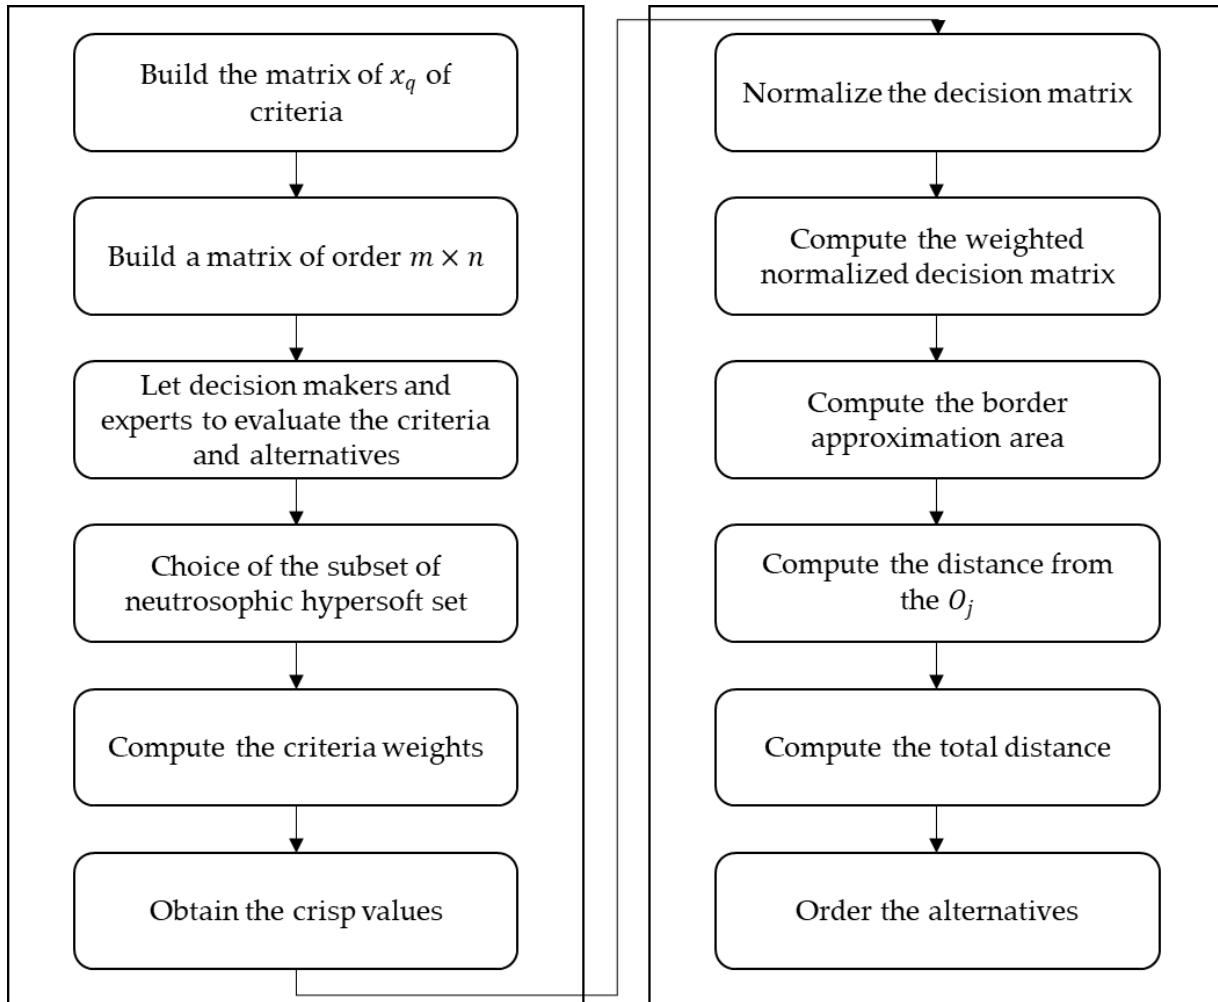 Build the matrix of $x_q$ of
criteria
Build a matrix of order $m \times n$
Let decision makers and
experts to evaluate the criteria
and alternatives
Choice of the subset of
neutrosophic hypersoft set
Compute the criteria weights
Obtain the crisp values
Normalize the decision matrix
Compute the weighted
normalized decision matrix
Compute the border
approximation area
Compute the distance from
the $O_j$
Compute the total distance
Order the alternatives